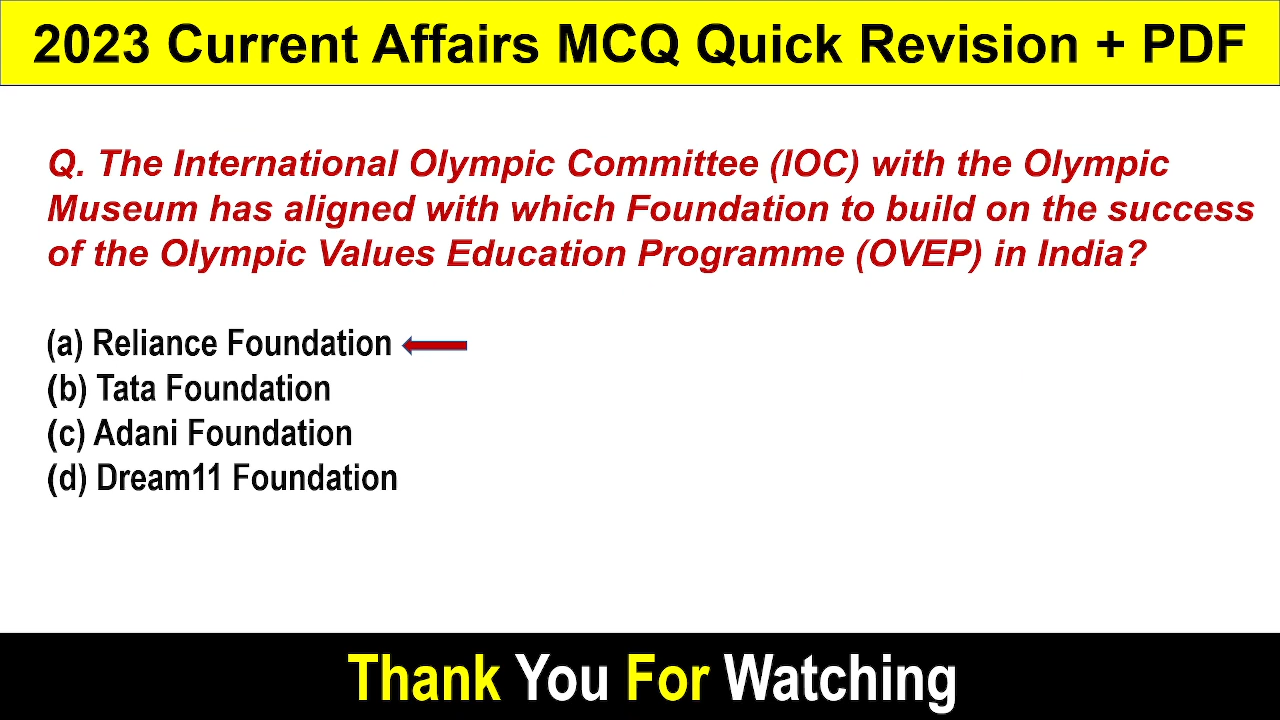 2023 Current Affairs MCQ Quick Revision + PDF
Q. The International Olympic Committee (IOC) with the Olympic
Museum has aligned with which Foundation to build on the success
of the Olympic Values Education Programme (OVEP) in India?
(a) Reliance Foundation
(b) Tata Foundation
(c) Adani Foundation
(d) Dream11 Foundation
Thank You For Watching